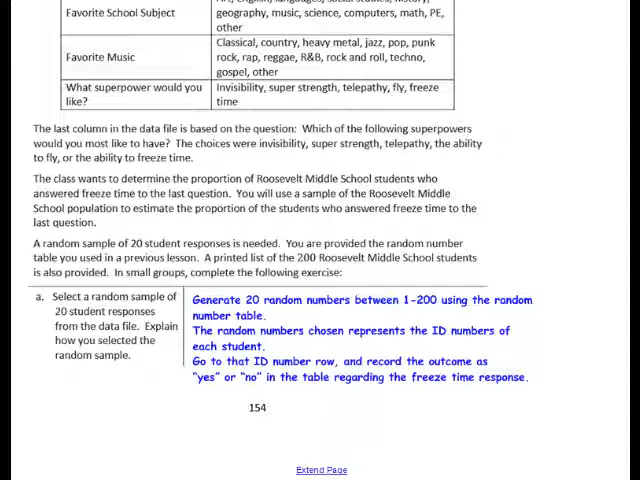 Favorite School Subject
Art, English, languages, social studies, history,
geography, music, science, computers, math, PE,
other
Favorite Music
Classical, country, heavy metal, jazz, pop, punk
rock, rap, reggae, R&B, rock and roll, techno,
gospel, other
What superpower would you
like?
Invisibility, super strength, telepathy, fly, freeze
time
The last column in the data file is based on the question: Which of the following superpowers
would you most like to have? The choices were invisibility, super strength, telepathy, the ability
to fly, or the ability to freeze time.
The class wants to determine the proportion of Roosevelt Middle School students who
answered freeze time to the last question. You will use a sample of the Roosevelt Middle
School population to estimate the proportion of the students who answered freeze time to the
last question.
A random sample of 20 student responses is needed. You are provided the random number
table you used in a previous lesson. A printed list of the 200 Roosevelt Middle School students
is also provided. In small groups, complete the following exercise:
a. Select a random sample of
20 student responses
from the data file. Explain
how you selected the
random sample.
Generate 20 random numbers between 1-200 using the random
number table.
The random numbers chosen represents the ID numbers of
each student.
Go to that ID number row, and record the outcome as
"yes" or "no" in the table regarding the freeze time response.
154
Extend Page